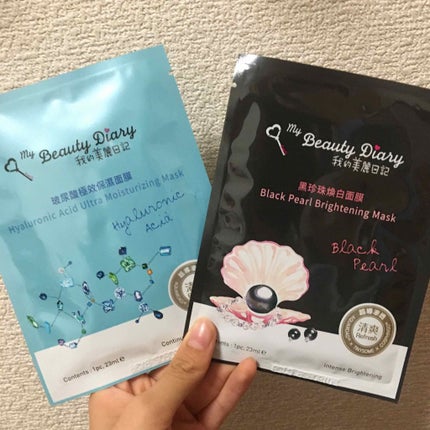 My Beauty Diary
我的美麗日記
玻尿酸極效保濕面膜
Hyaluronic Acid Ultra Moisturizing Mask
Hyaluronic
Acid
清爽
Refresh
Contents : 1pc. 23ml e
My Beauty Diary
我的美麗日記
黑珍珠煥白面膜
Black Pearl Brightening Mask
Black
Pearl
清爽
Refresh
Contents : 1pc. 23ml e
Intense Brightening